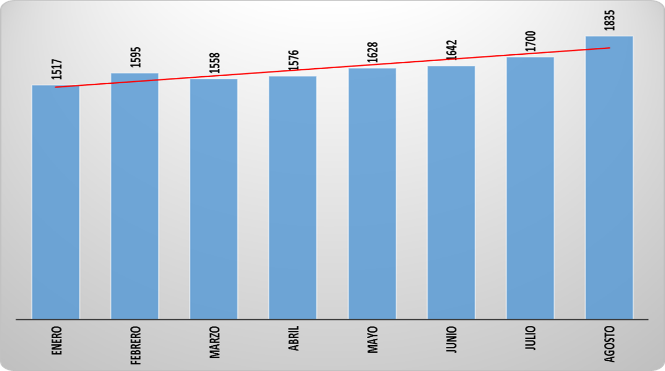 1517
1595
1558
1576
1628
1642
1700
1835
ENERO
FEBRERO
MARZO
ABRIL
MAYO
JUNIO
JULIO
AGOSTO